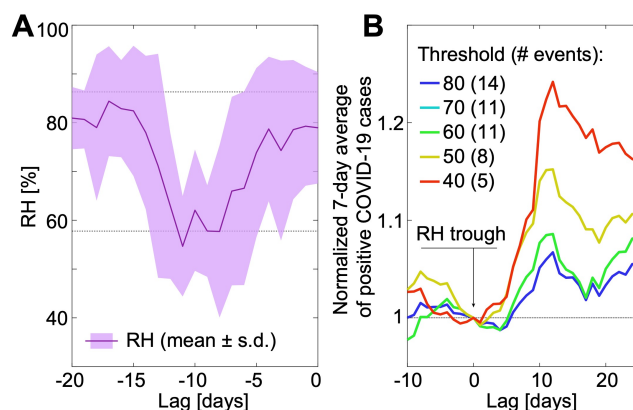 A
100
80
60
40
RH [%]
RH (mean ± s.d.)
-20
-15
-10
-5
0
Lag [days]
B
Normalized 7-day average
of positive COVID-19 cases
1.2
1.1
1
Threshold (# events):
80 (14)
70 (11)
60 (11)
50 (8)
40 (5)
RH trough
-10
0
10
20
Lag [days]